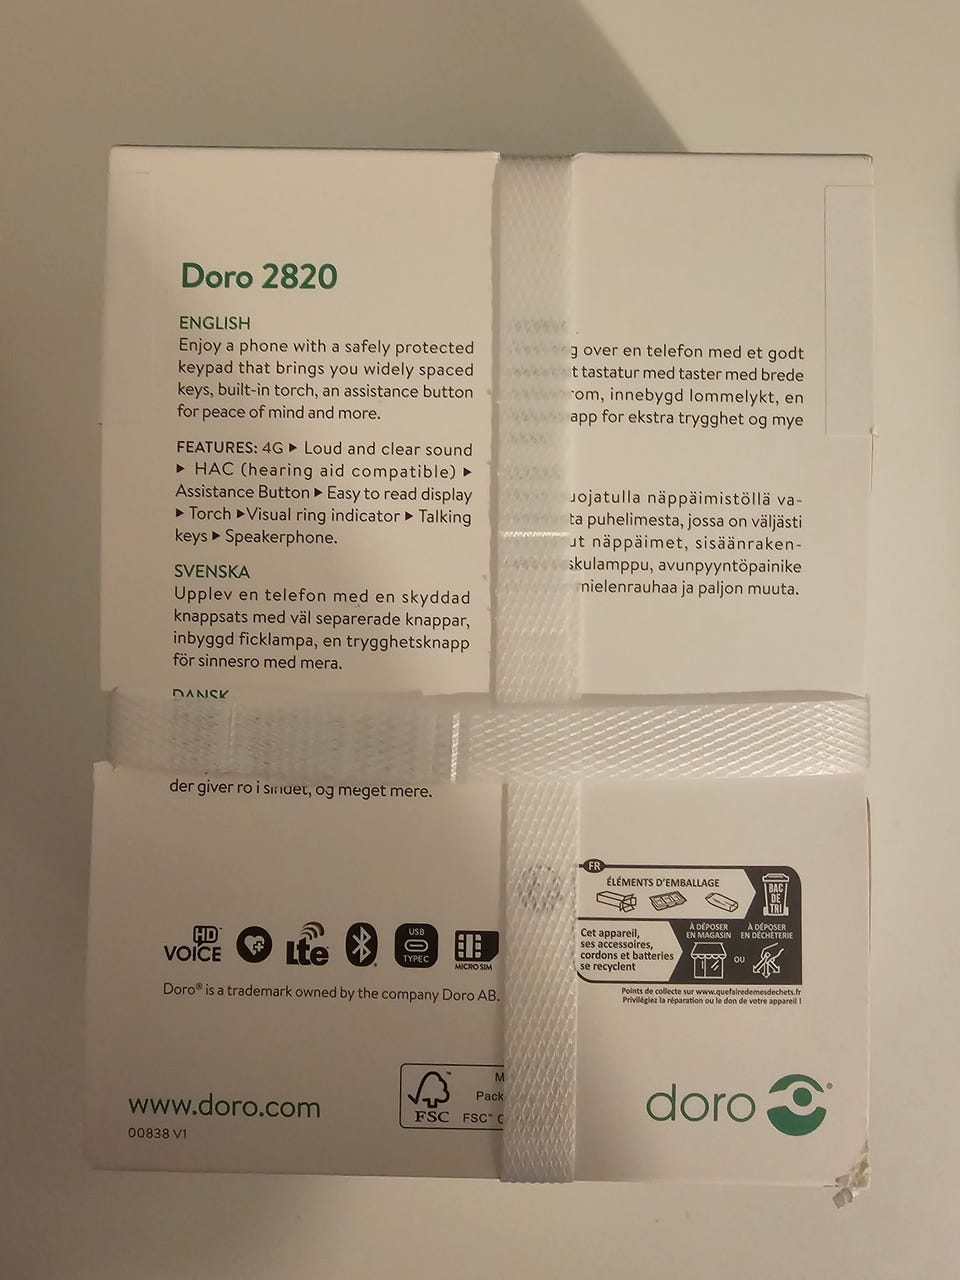 Doro 2820
ENGLISH
Enjoy a phone with a safely protected
keypad that brings you widely spaced
keys, built-in torch, an assistance button
for peace of mind and more.
FEATURES: 4G ▶ Loud and clear sound
▶ HAC (hearing aid compatible) ▶
Assistance Button ▶ Easy to read display
▶ Torch ▶Visual ring indicator ▶ Talking
keys ▶ Speakerphone.
SVENSKA
Upplev en telefon med en skyddad
knappsats med väl separerade knappar,
inbyggd ficklampa, en trygghetsknapp
för sinnesro med mera.
DANSK
der giver ro i sindet, og meget mere.
over en telefon med et godt
tastatur med taster med brede
innebygd lommelykt, en
for ekstra trygghet og mye
näppäimistöllä va-
puhelimesta, jossa on väljästi
näppäimet, sisäänraken-
avunpyyntöpainike
mielenrauhaa ja paljon muuta.
HD
VOICE
LTE
USB
TYPEC
MICRO SIM
Doro® is a trademark owned by the company Doro AB.
FR
ÉLÉMENTS D'EMBALLAGE
BAC
DE
TRI
Cet appareil,
ses accessoires,
cordons et batteries
se recyclent
À DÉPOSER
EN MAGASIN
OU
À DÉPOSER
EN DÉCHÈTERIE
Points de collecte sur www.quefairedemesdechets.fr
Privilégiez la réparation ou le don de votre appareil !
www.doro.com
00838 V1
FSC
FSC™
doro®